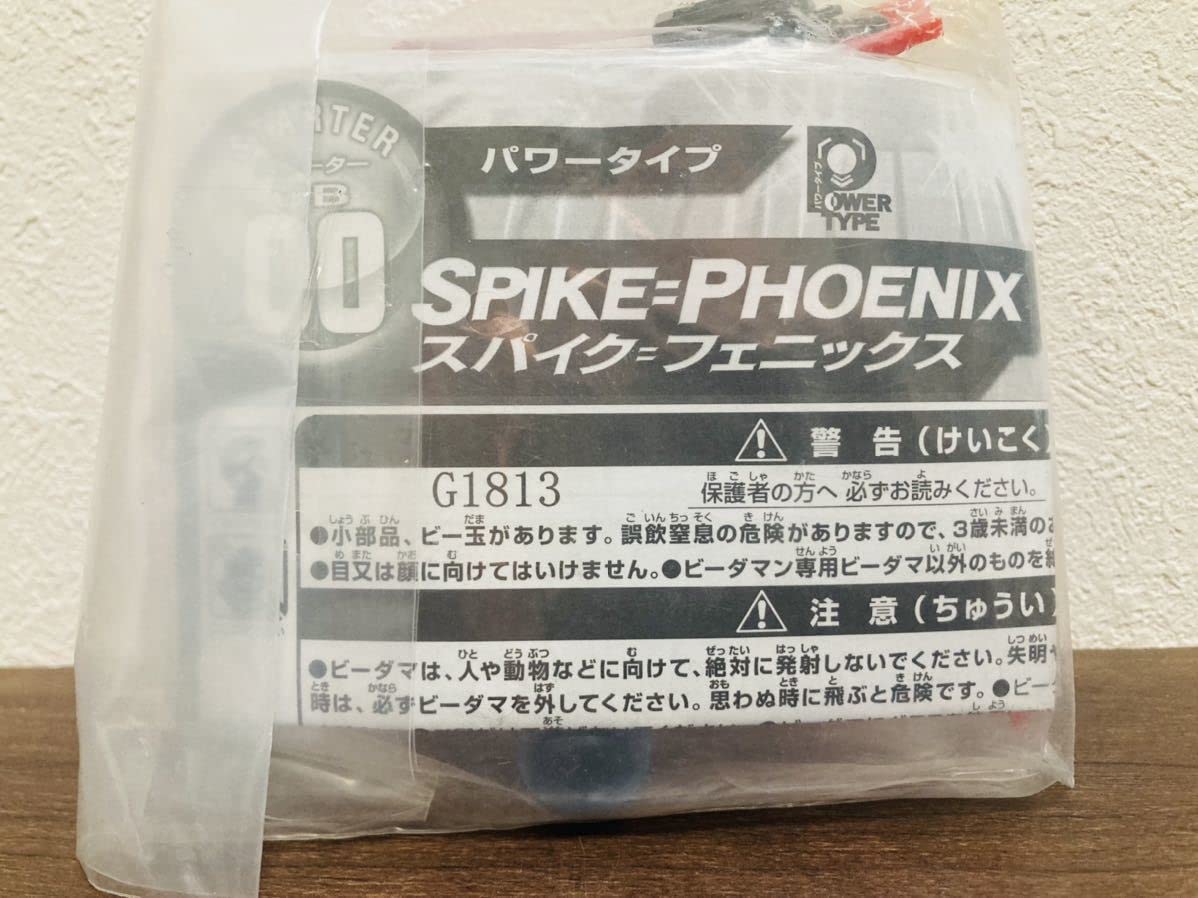 パワータイプ
パワータイプ
POWER
TYPE
SPIKE=PHOENIX
スパイク=フェニックス
00
警告(けいこく)
G1813
保護者の方へ 必ずお読みください。
●小部品、ビー玉があります。誤飲窒息の危険がありますので、3歳未満の
●目又は顔に向けてはいけません。●ビーダマン専用ビーダマ以外のものを
注意(ちゅうい)
●ビーダマは、人や動物などに向けて、絶対に発射しないでください。失明
時は、必ずビーダマを外してください。思わぬ時に飛ぶと危険です。●ビー